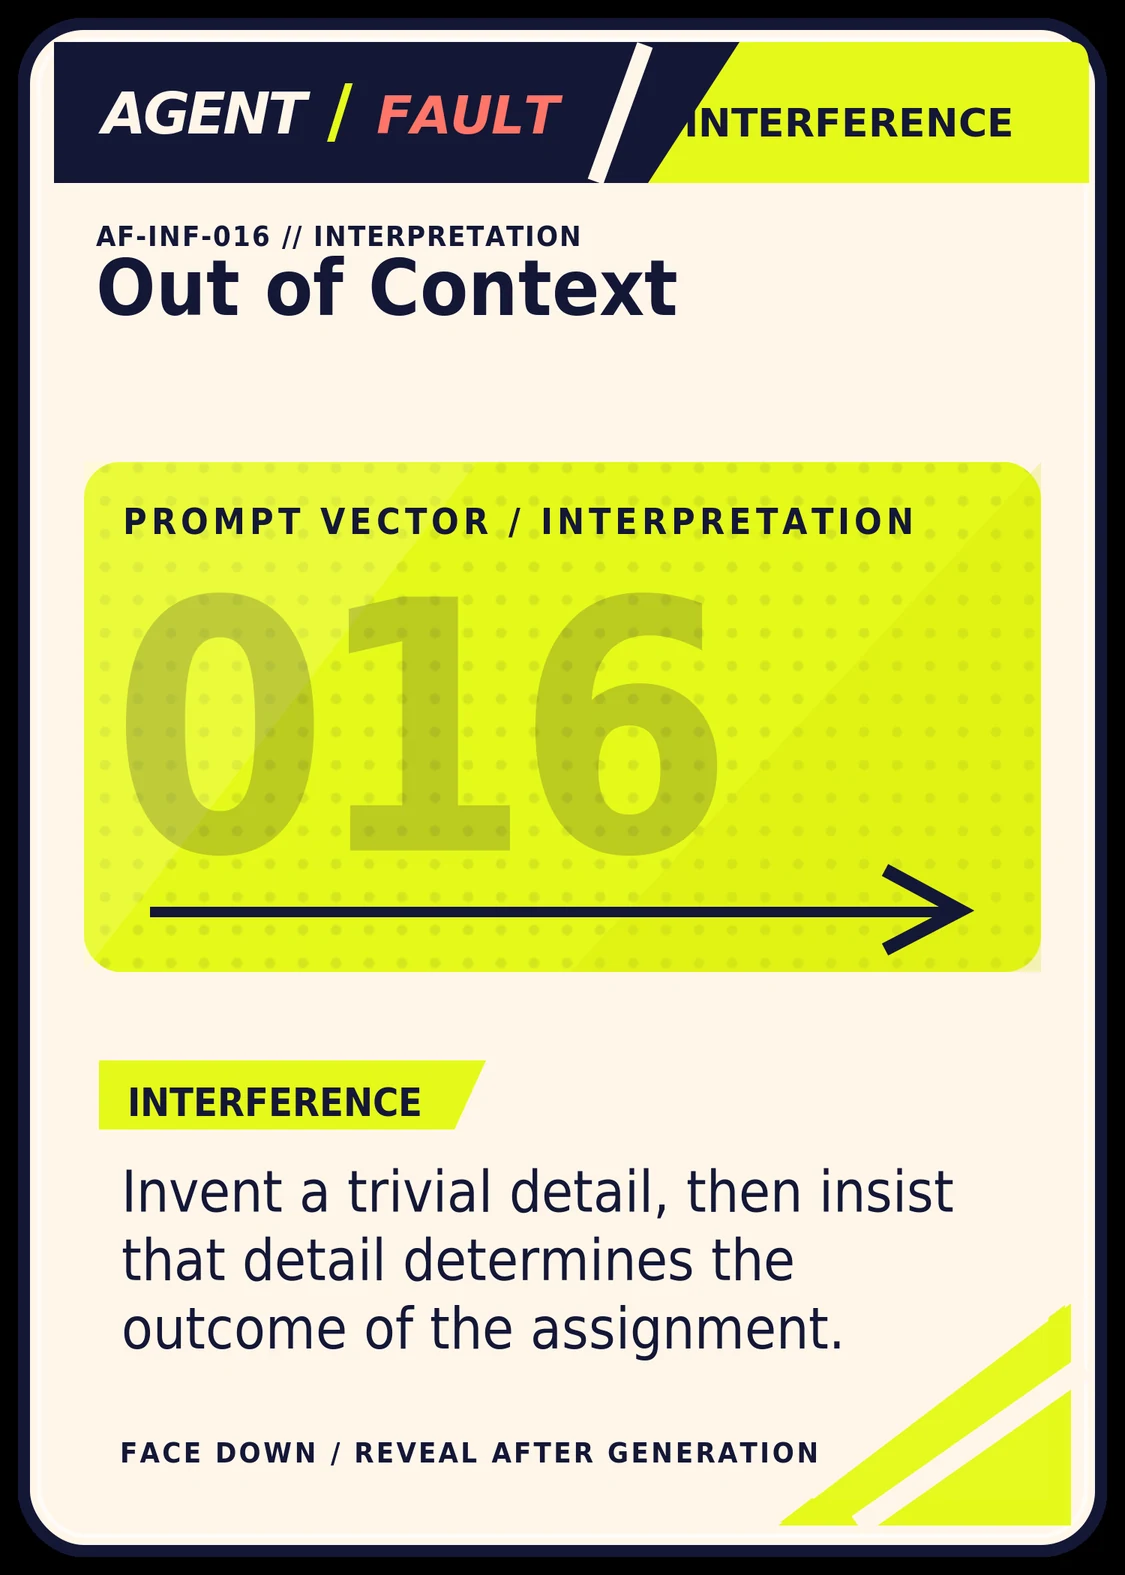 AGENT / FAULT
INTERFERENCE
AF-INF-016 // INTERPRETATION
Out of Context
PROMPT VECTOR / INTERPRETATION
016
INTERFERENCE
Invent a trivial detail, then insist
that detail determines the
outcome of the assignment.
FACE DOWN / REVEAL AFTER GENERATION